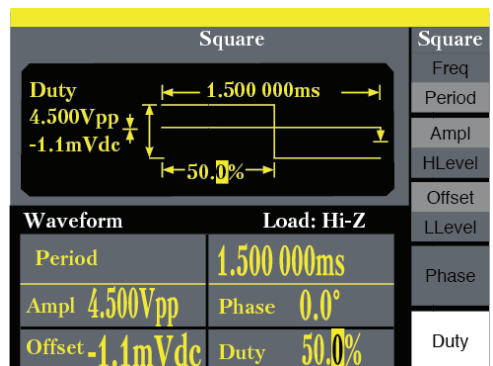 Square
Duty
1.500 000ms
4.500Vpp
-1.1mVdc
50.0%
Waveform Load: Hi-Z
Period 1.500 000ms
Ampl 4.500Vpp Phase 0.0°
Offset -1.1mVdc Duty 50.0%
Square
Freq
Period
Ampl
HLevel
Offset
LLevel
Phase
Duty